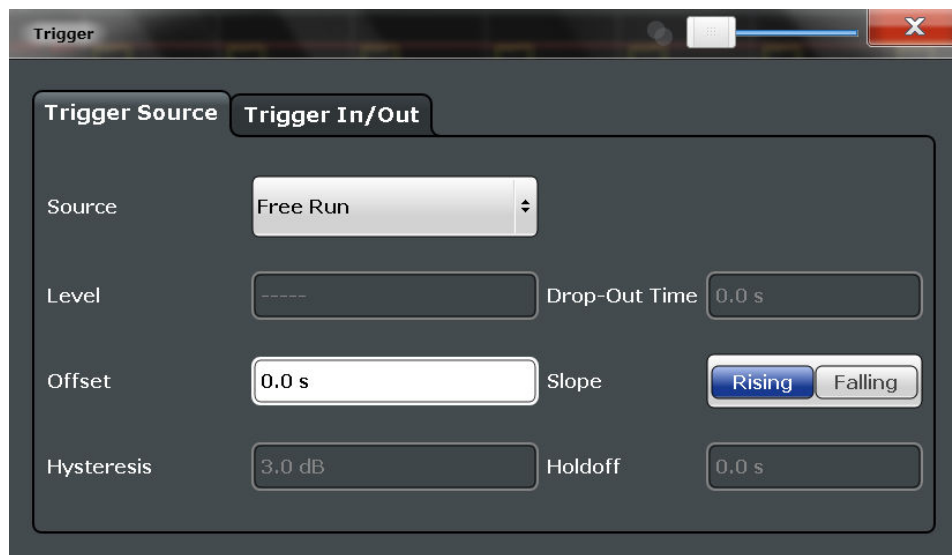 Trigger
X
Trigger Source Trigger In/Out
Source Free Run
Level ----- Drop-Out Time 0.0 s
Offset 0.0 s Slope Rising Falling
Hysteresis 3.0 dB Holdoff 0.0 s